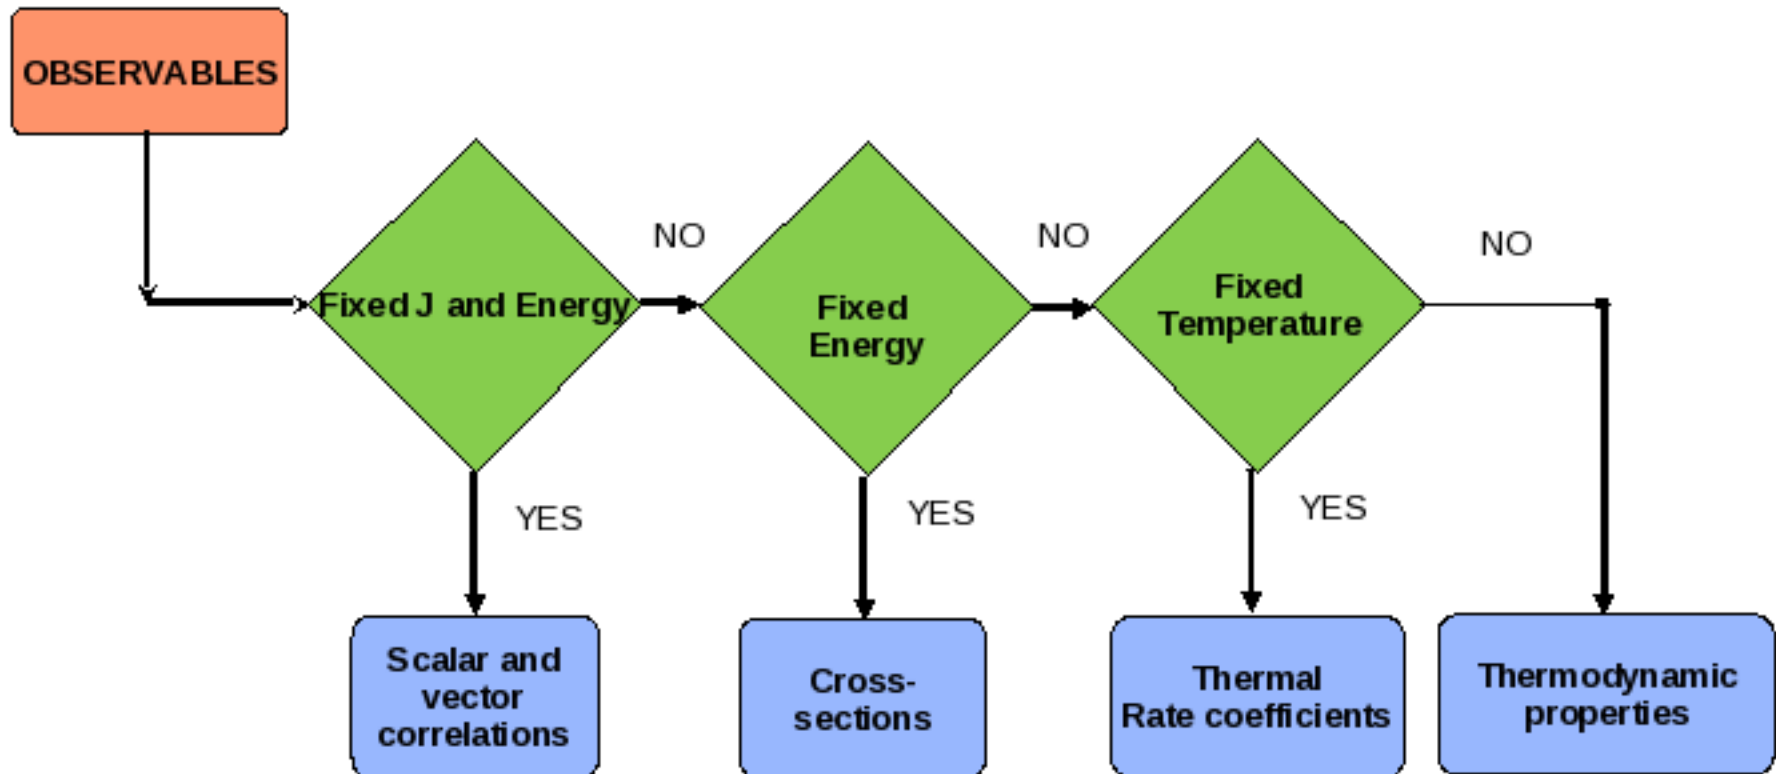 OBSERVABLES
Fixed J and Energy
NO
Fixed
Energy
NO
Fixed
Temperature
NO
YES
YES
YES
Scalar and
vector
correlations
Cross-
sections
Thermal
Rate coefficients
Thermodynamic
properties